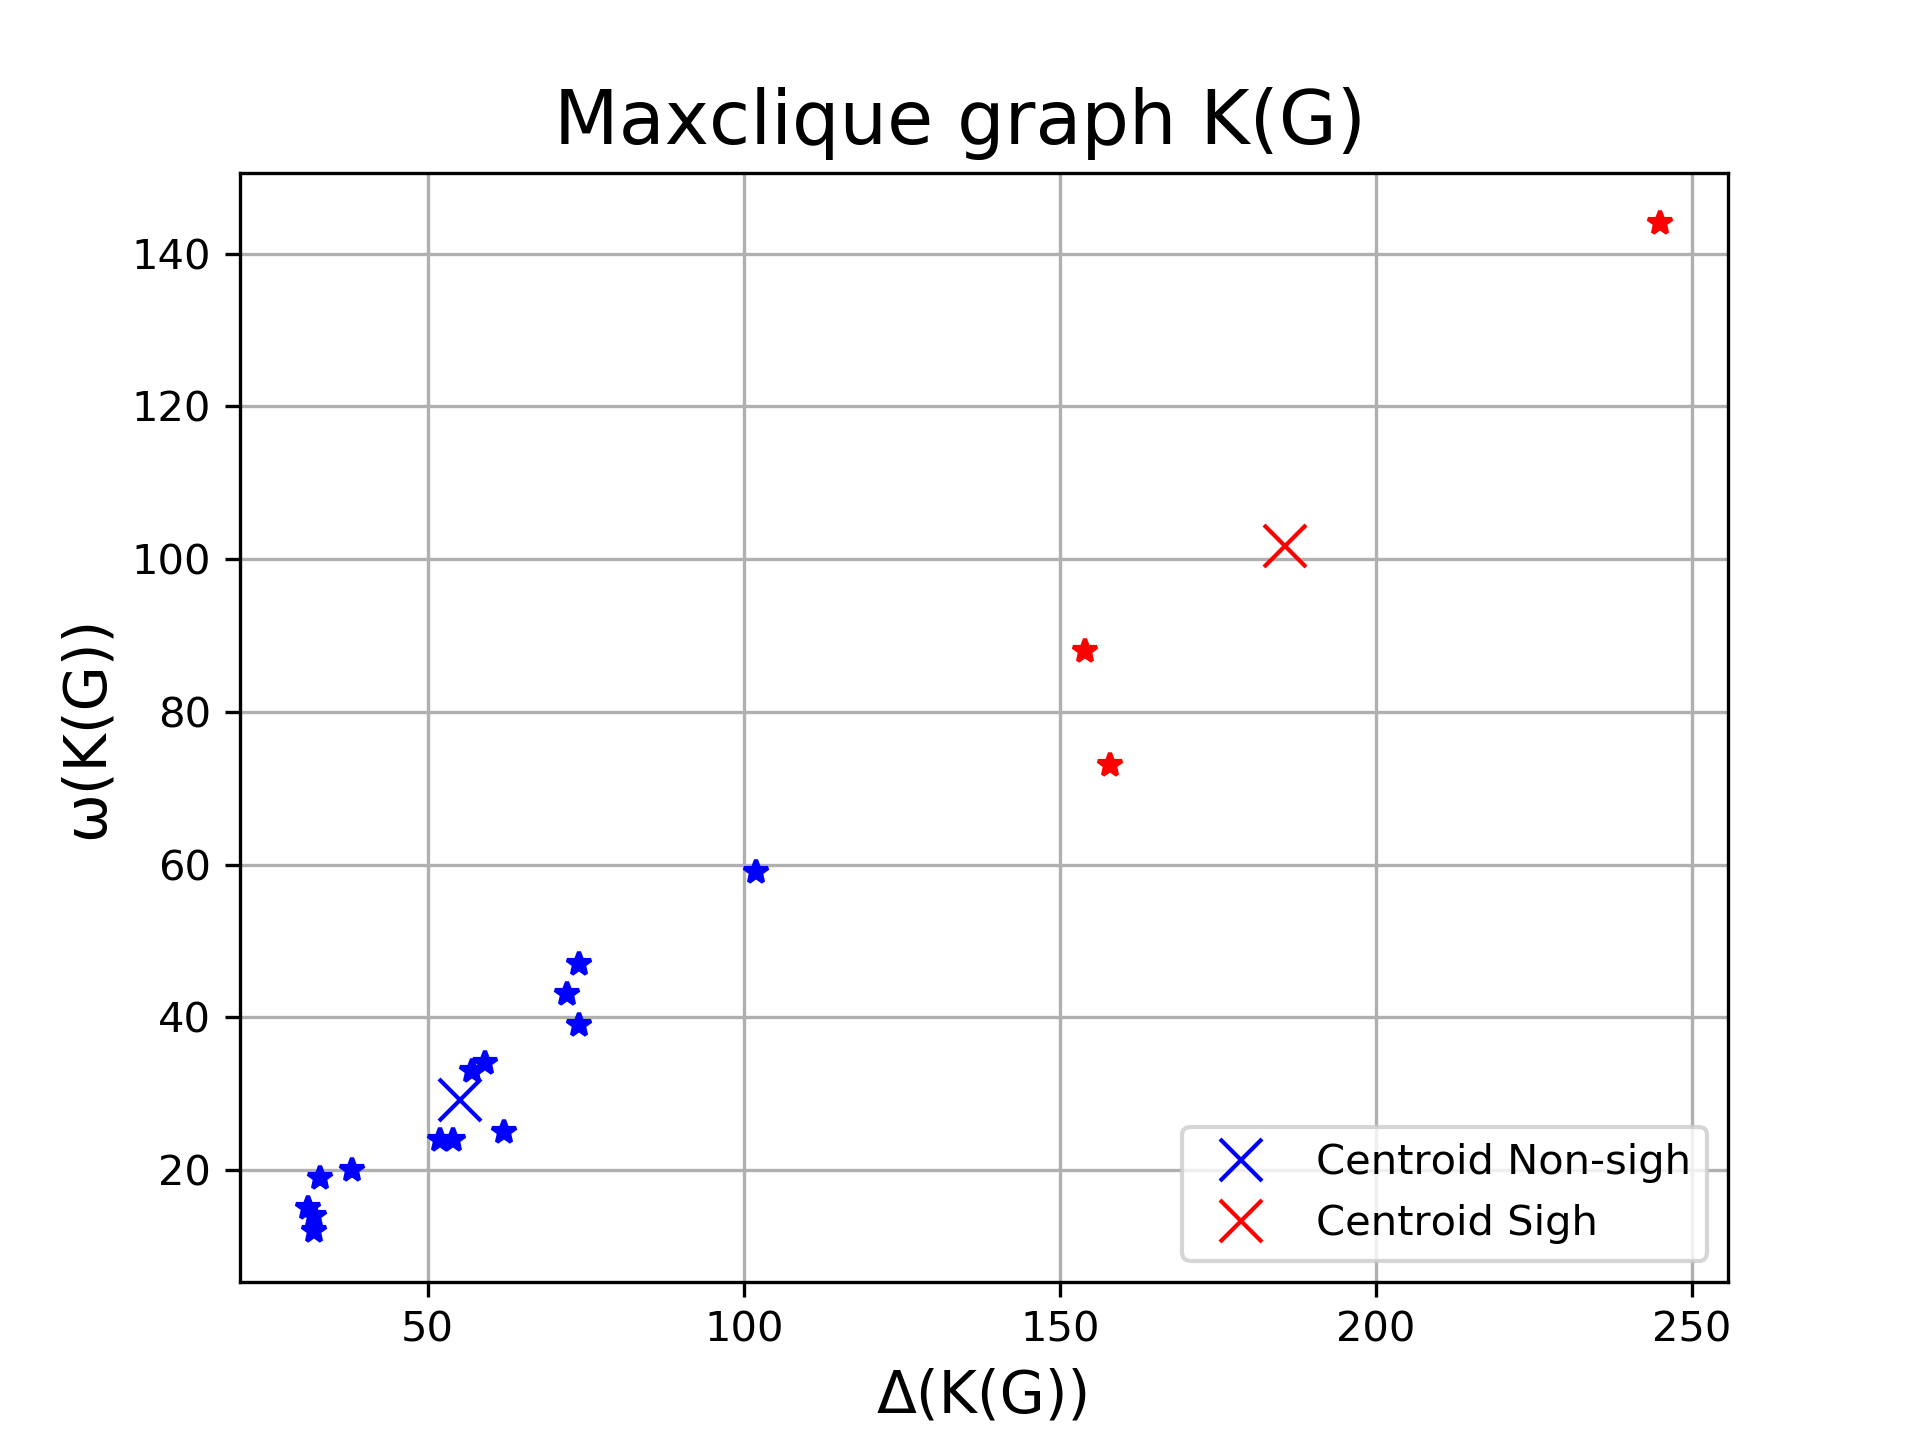 Maxclique graph K(G)
140
120
100
80
60
40
20
ω(K(G))
50 100 150 200 250
Δ(K(G))
Centroid Non-sigh
Centroid Sigh